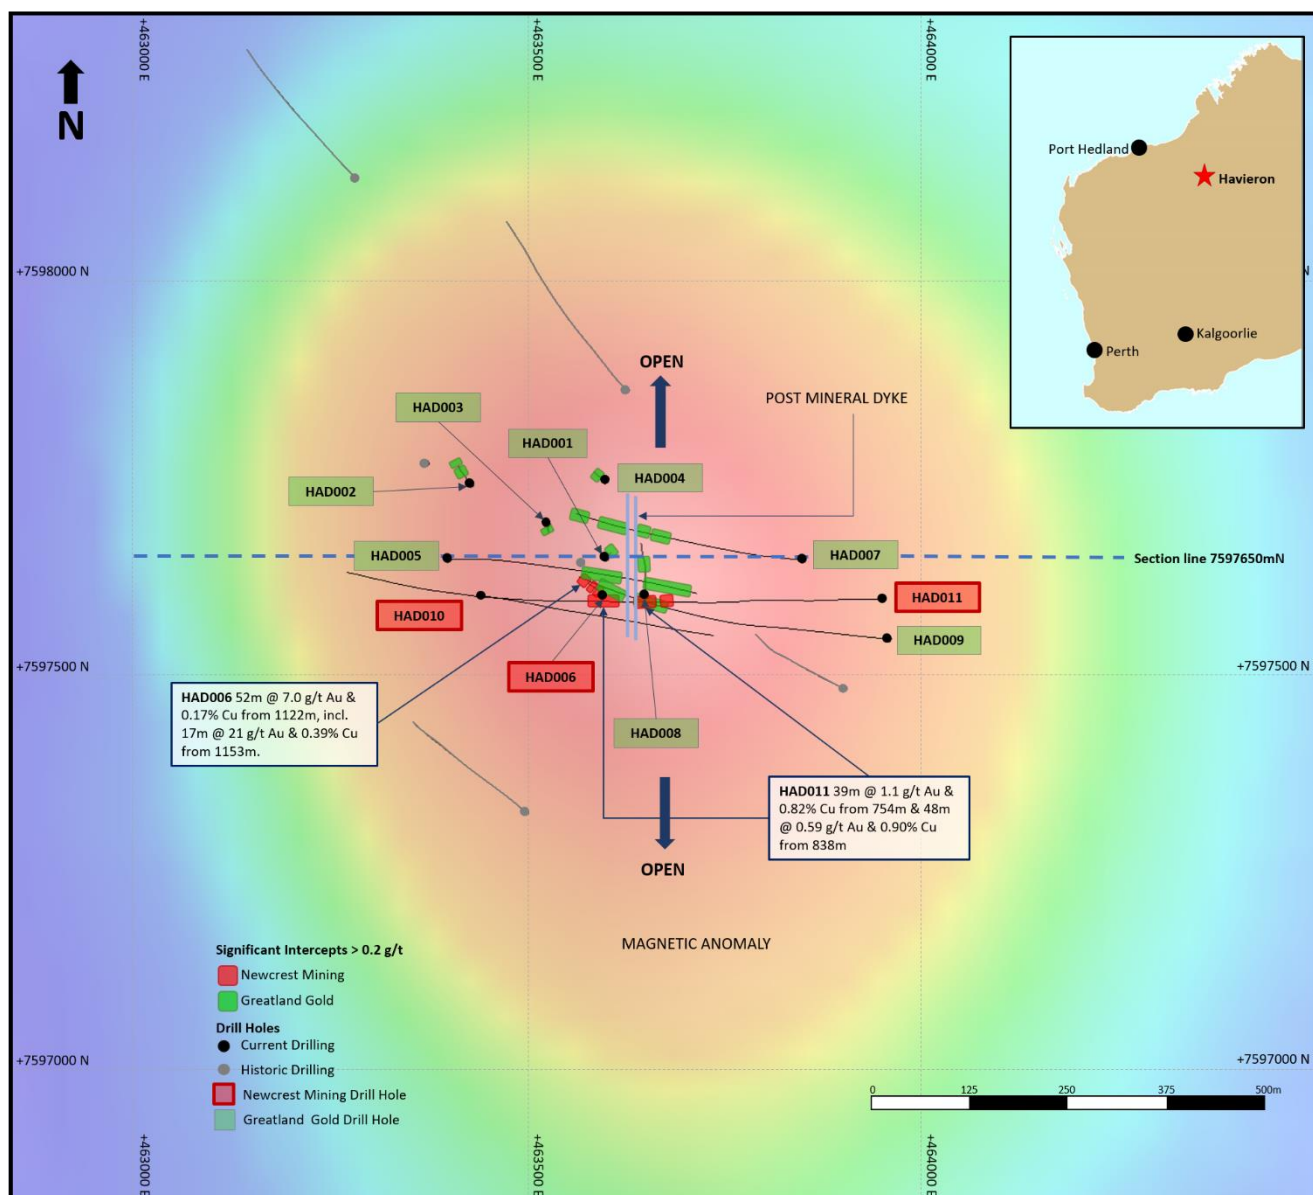 +463000 E
+463500 E
+464000 E
N
Port Hedland
Havieron
Kalgoorlie
Perth
+7598000 N
N
OPEN
HAD003
POST MINERAL DYKE
HAD001
HAD004
HAD002
HAD005
HAD007
Section line 7597650mN
HAD010
HAD011
HAD009
+7597500 N
+7597500 N
HAD006
HAD006 52m @ 7.0 g/t Au &
0.17% Cu from 1122m, incl.
17m @ 21 g/t Au & 0.39% Cu
from 1153m.
HAD008
HAD011 39m @ 1.1 g/t Au &
0.82% Cu from 754m & 48m
@ 0.59 g/t Au & 0.90% Cu
from 838m
OPEN
MAGNETIC ANOMALY
Significant Intercepts > 0.2 g/t
Newcrest Mining
Greatland Gold
Drill Holes
Current Drilling
Historic Drilling
Newcrest Mining Drill Hole
Greatland Gold Drill Hole
+7597000 N
+7597000 N
0 125 250 375 500m
+463000 E
+463500 E
+464000 E